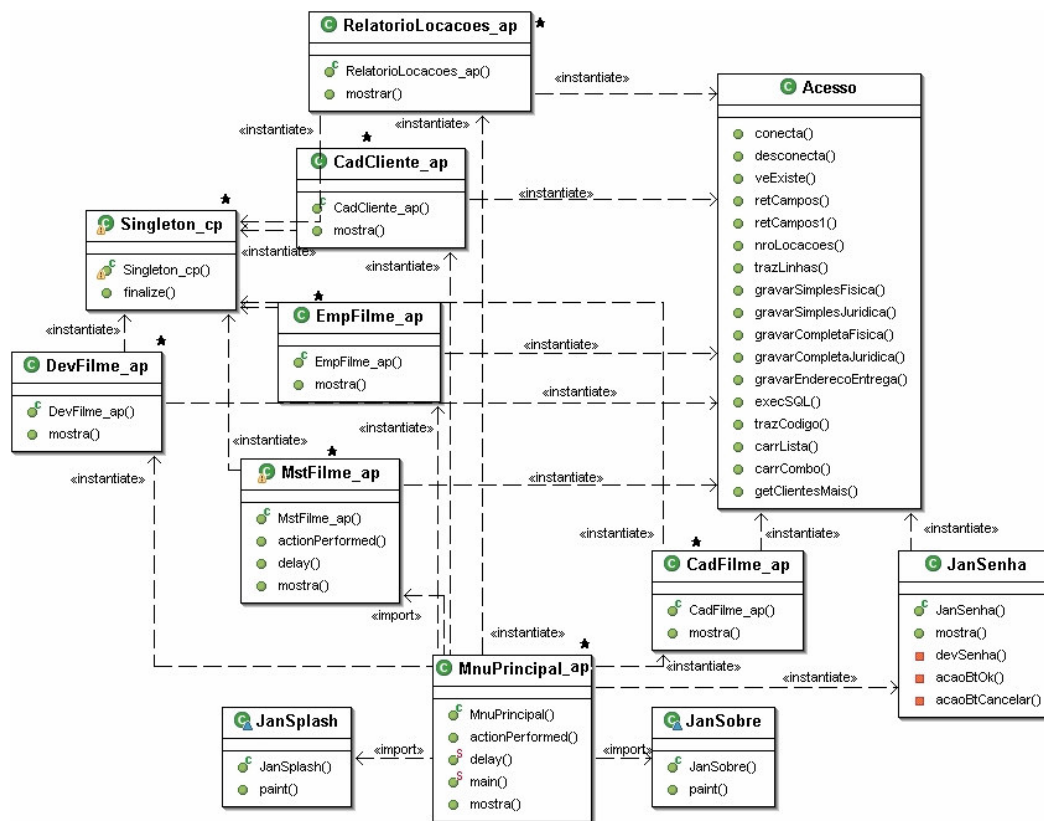 RelatorioLocacoes_ap
RelatorioLocacoes_ap()
mostrar()
«instantiate»
«instantiate»
«instantiate»
Acesso
conecta()
desconecta()
veExiste()
retCampos()
retCampos1()
nroLocacoes()
trazLinhas()
gravarSimplesFisica()
gravarSimplesJuridica()
gravarCompletaFisica()
gravarCompletaJuridica()
gravarEnderecoEntrega()
execSQL()
trazCodigo()
carrLista()
carrCombo()
getClientesMais()
CadCliente_ap
CadCliente_ap()
mostra()
«instantiate»
«instantiate»
«instantiate»
Singleton_cp
Singleton_cp()
finalize()
«instantiate»
EmpFilme_ap
EmpFilme_ap()
mostra()
«instantiate»
«instantiate»
DevFilme_ap
DevFilme_ap()
mostra()
«instantiate»
«instantiate»
«instantiate»
«instantiate»
MstFilme_ap
MstFilme_ap()
actionPerformed()
delay()
mostra()
«instantiate»
«import»
«instantiate»
«instantiate»
«instantiate»
CadFilme_ap
CadFilme_ap()
mostra()
«instantiate»
«instantiate»
JanSenha
JanSenha()
mostra()
devSenha()
acaoBtOk()
acaoBtCancelar()
MnuPrincipal_ap
MnuPrincipal()
actionPerformed()
delay()
main()
mostra()
JanSplash
JanSplash()
paint()
«import»
«import»
JanSobre
JanSobre()
paint()